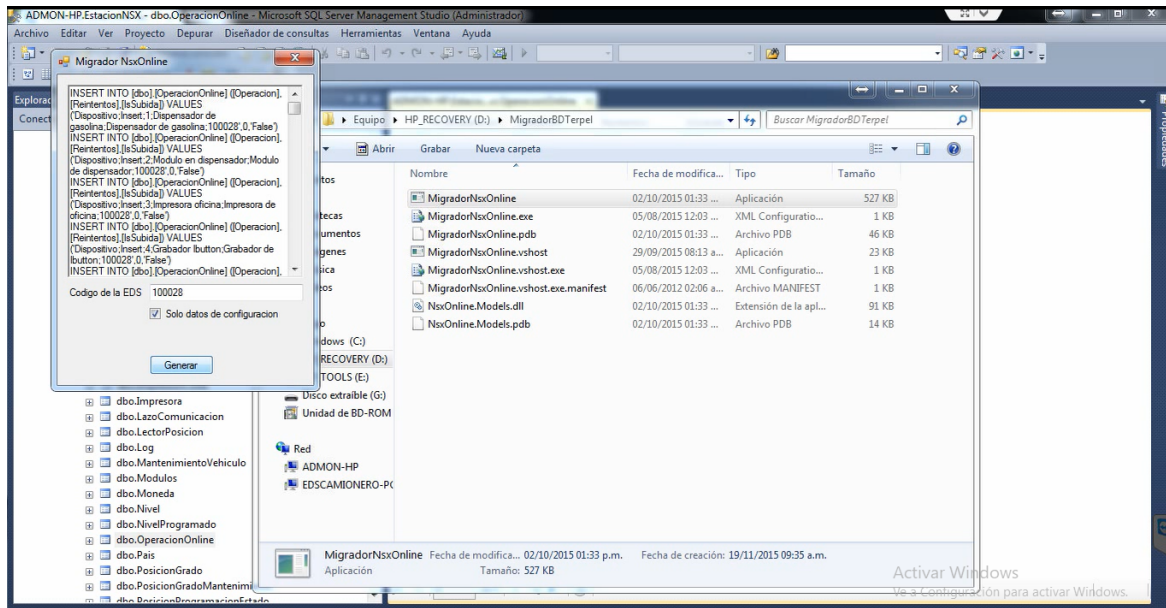 ADMON-HP.EstacionNSX - dbo.OperacionOnline - Microsoft SQL Server Management Studio (Administrador)
Archivo Editar Ver Proyecto Depurar Diseñador de consultas Herramientas Ventana Ayuda
Migrador NsxOnline
INSERT INTO [dbo].[OperacionOnline] ([Operacion],
[Reintentos],[IsSubida]) VALUES
('Dispositivo;Insert;1;Dispensador de
gasolina;Dispensador de gasolina;100028',0,'False')
INSERT INTO [dbo].[OperacionOnline] ([Operacion],
[Reintentos],[IsSubida]) VALUES
('Dispositivo;Insert;2;Modulo en dispensador;Modulo
de dispensador;100028',0,'False')
INSERT INTO [dbo].[OperacionOnline] ([Operacion],
[Reintentos],[IsSubida]) VALUES
('Dispositivo;Insert;3;Impresora oficina;Impresora de
oficina;100028',0,'False')
INSERT INTO [dbo].[OperacionOnline] ([Operacion],
[Reintentos],[IsSubida]) VALUES
('Dispositivo;Insert;4;Grabador Ibutton;Grabador de
Ibutton;100028',0,'False')
INSERT INTO [dbo].[OperacionOnline] ([Operacion],
Codigo de la EDS 100028
Solo datos de configuracion
Generar
Explorad
Conect
Propiedades
Equipo HP_RECOVERY (D:) MigradorBDTerpel
Buscar MigradorBDTerpel
Abrir Grabar Nueva carpeta
Nombre Fecha de modifica... Tipo Tamaño
MigradorNsxOnline 02/10/2015 01:33 ... Aplicación 527 KB
MigradorNsxOnline.exe 05/08/2015 12:03 ... XML Configuratio... 1 KB
MigradorNsxOnline.pdb 02/10/2015 01:33 ... Archivo PDB 46 KB
MigradorNsxOnline.vshost 29/09/2015 08:13 a... Aplicación 23 KB
MigradorNsxOnline.vshost.exe 05/08/2015 12:03 ... XML Configuratio... 1 KB
MigradorNsxOnline.vshost.exe.manifest 06/06/2012 02:06 a... Archivo MANIFEST 1 KB
NsxOnline.Models.dll 02/10/2015 01:33 ... Extensión de la apl... 91 KB
NsxOnline.Models.pdb 02/10/2015 01:33 ... Archivo PDB 14 KB
tos
tecas
umentos
genes
sica
eos
o
dows (C:)
RECOVERY (D:)
TOOLS (E:)
Disco extraíble (G:)
Unidad de BD-ROM
Red
ADMON-HP
EDSCAMIONERO-PC
dbo.Impresora
dbo.LazoComunicacion
dbo.LectorPosicion
dbo.Log
dbo.MantenimientoVehiculo
dbo.Modulos
dbo.Moneda
dbo.Nivel
dbo.NivelProgramado
dbo.OperacionOnline
dbo.Pais
dbo.PosicionGrado
dbo.PosicionGradoMantenimi
dbo.PosicionProgramacionEstado
MigradorNsxOnline Fecha de modifica... 02/10/2015 01:33 p.m. Fecha de creación: 19/11/2015 09:35 a.m.
Aplicación Tamaño: 527 KB
Activar Windows
Ve a Configuración para activar Windows.